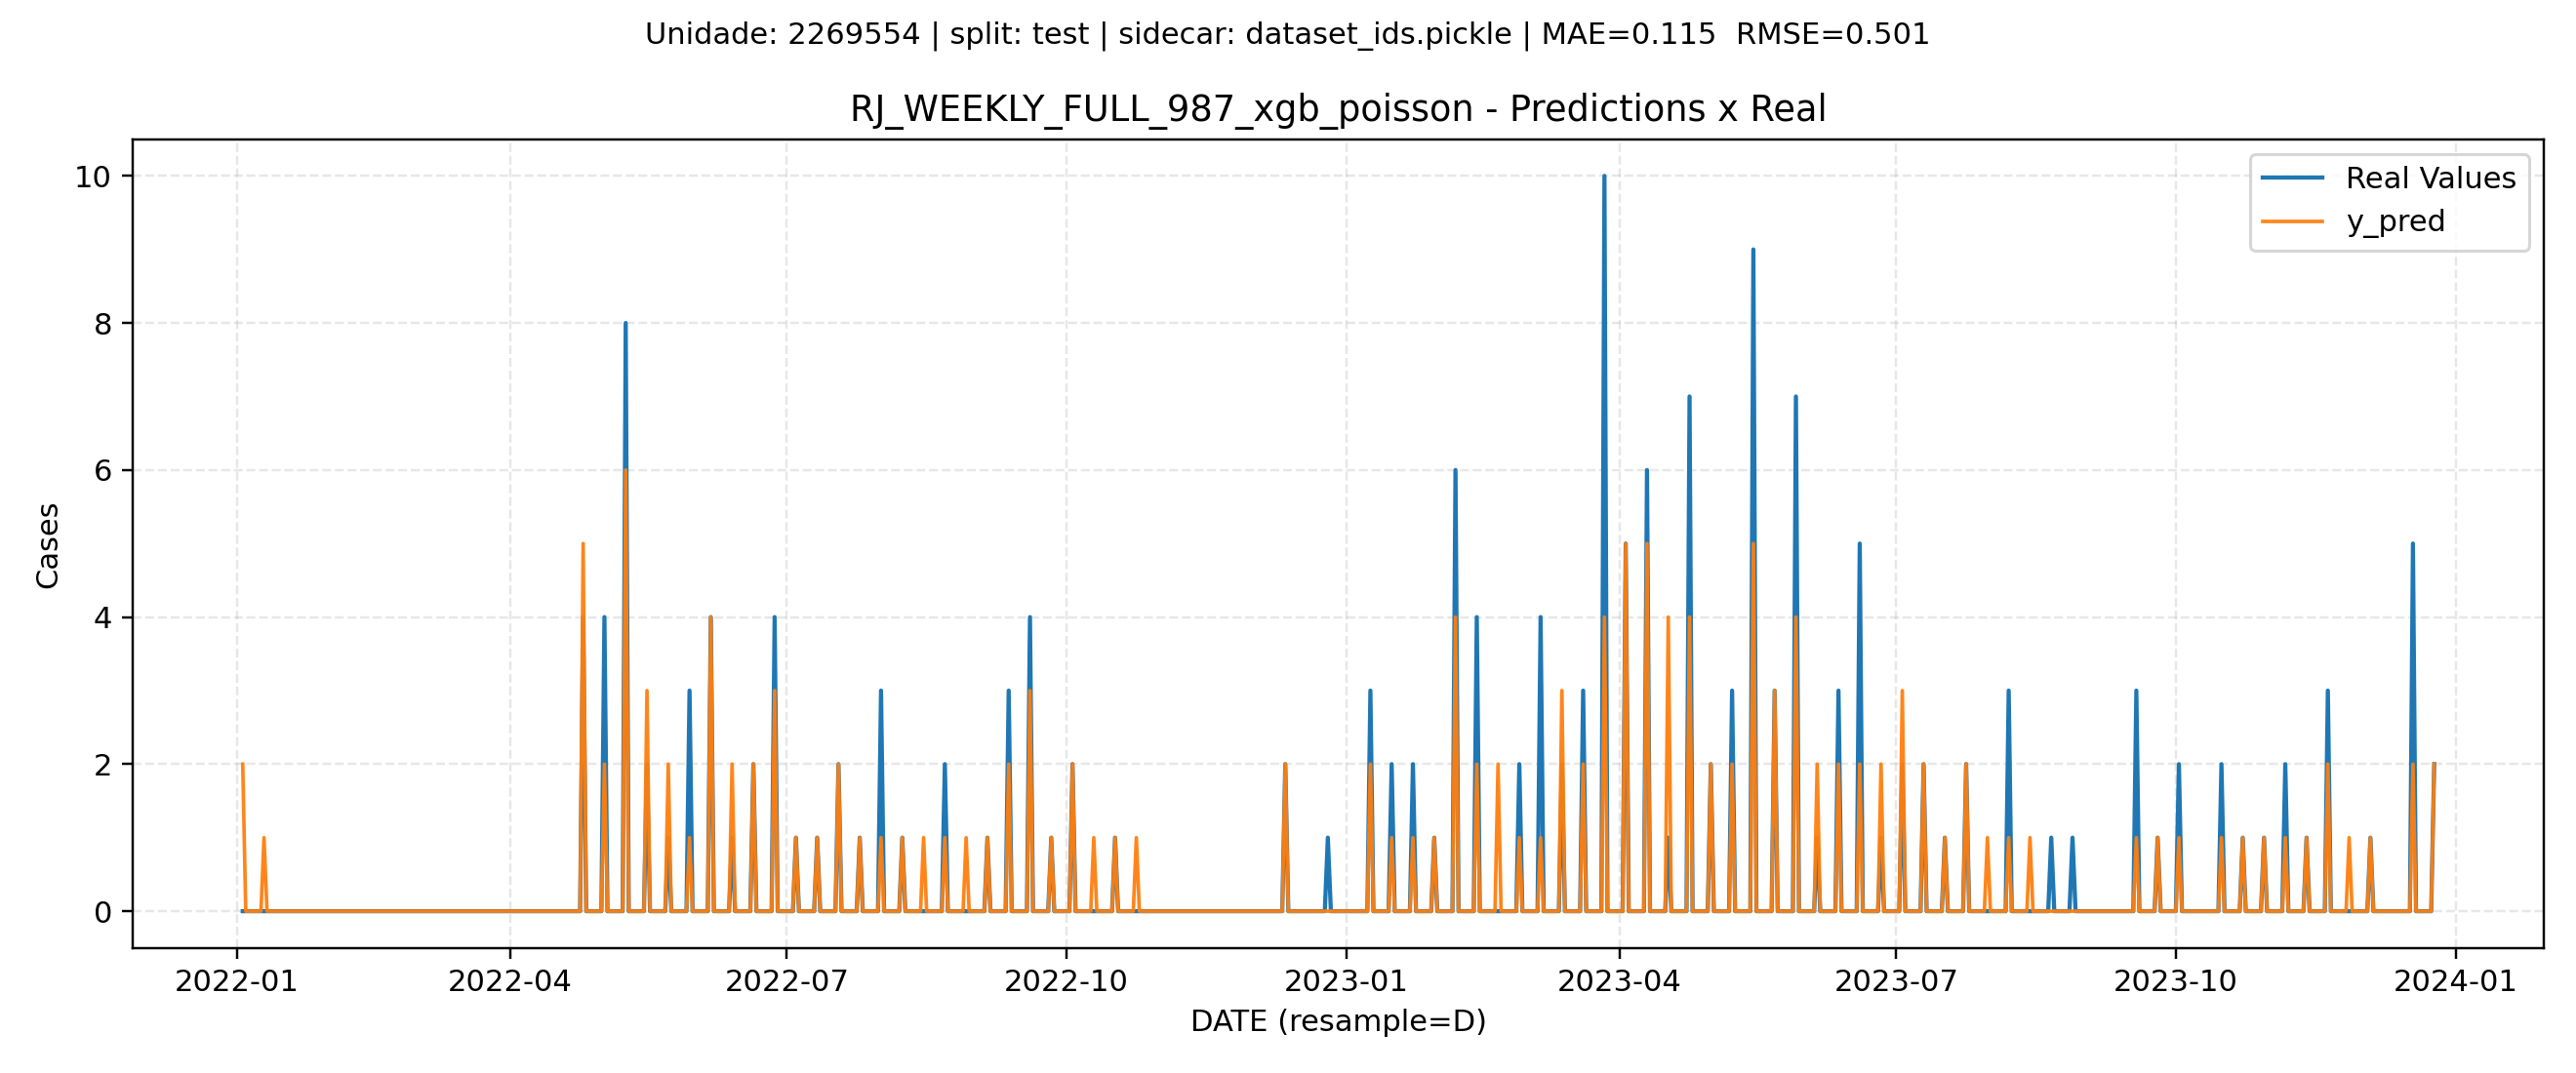 Unidade: 2269554 | split: test | sidecar: dataset_ids.pickle | MAE=0.115  RMSE=0.501
RJ_WEEKLY_FULL_987_xgb_poisson - Predictions x Real
Real Values
y_pred
10
8
6
4
2
0
Cases
2022-01
2022-04
2022-07
2022-10
2023-01
2023-04
2023-07
2023-10
2024-01
DATE (resample=D)